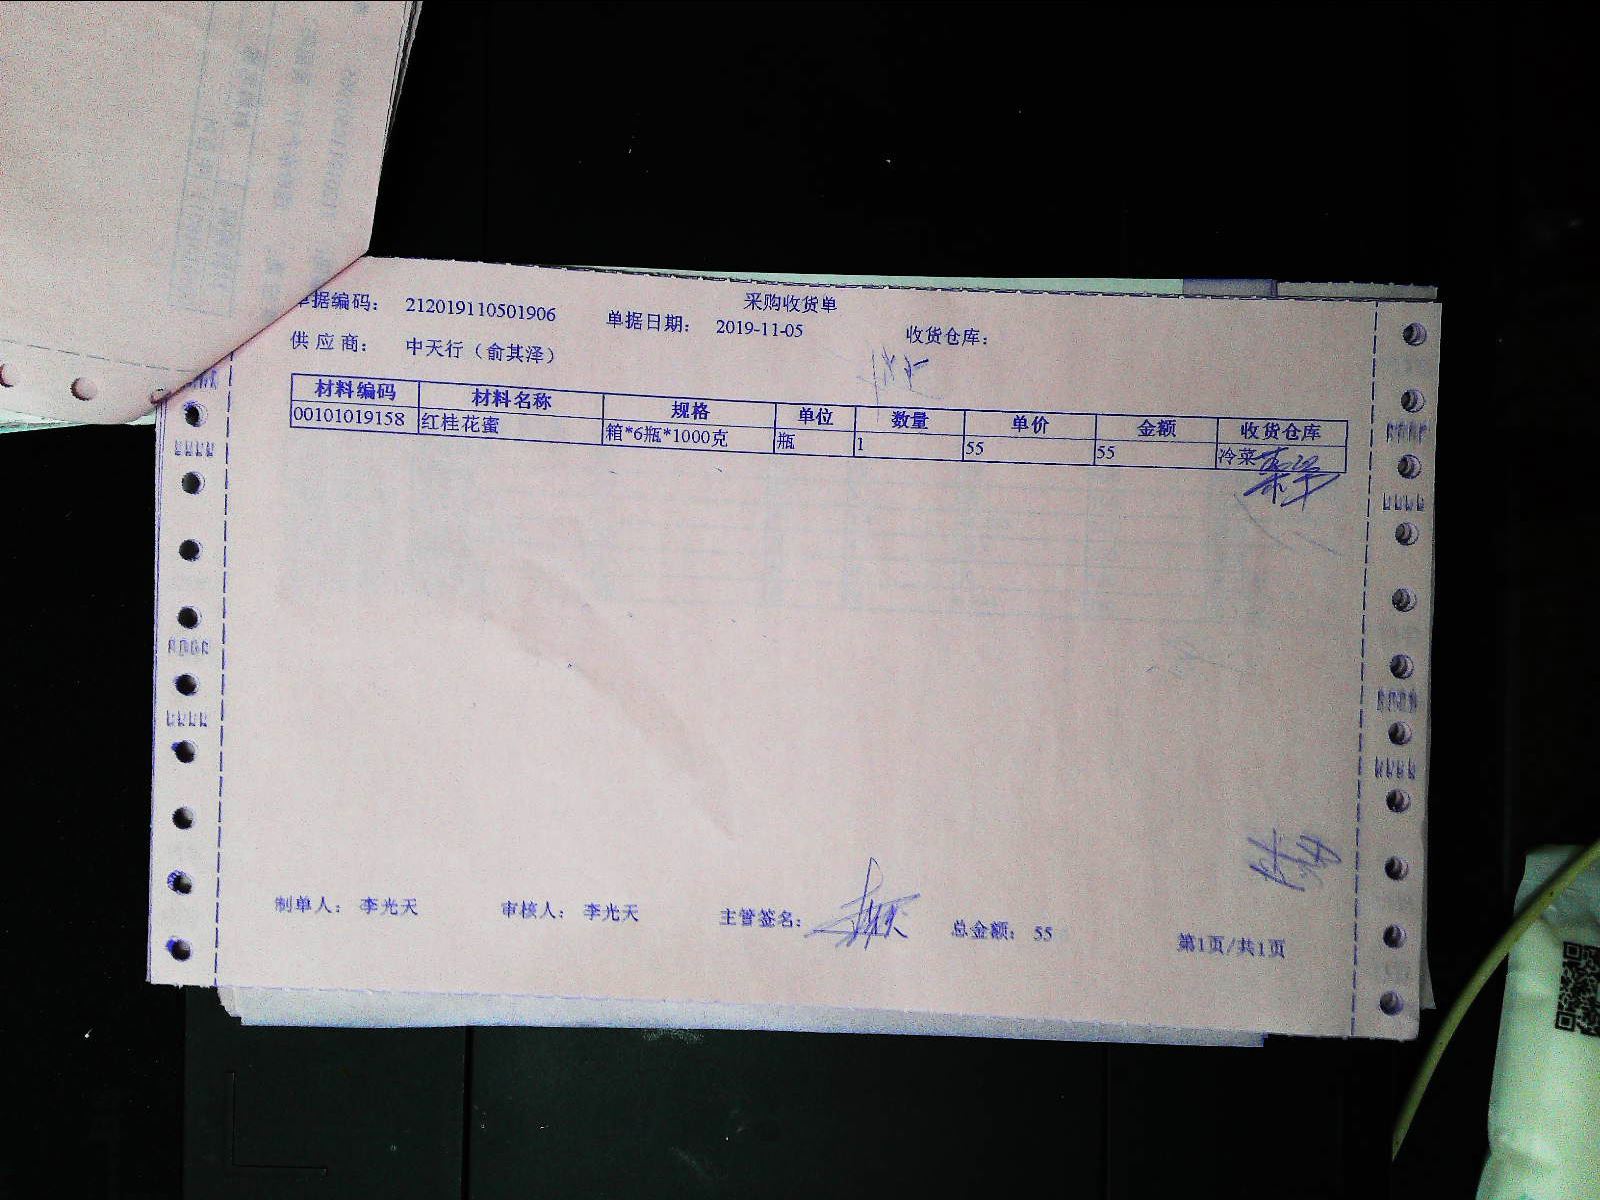 采购收货单
单据编码： 212019110501906 单据日期： 2019-11-05 收货仓库：
供 应 商： 中天行（俞其泽）
材料编码 材料名称 规格 单位 数量 单价 金额 收货仓库
00101019158 红桂花蜜 箱*6瓶*1000克 瓶 1 55 55 冷菜
制单人： 李光天 审核人： 李光天 主管签名： 总金额： 55 第1页/共1页